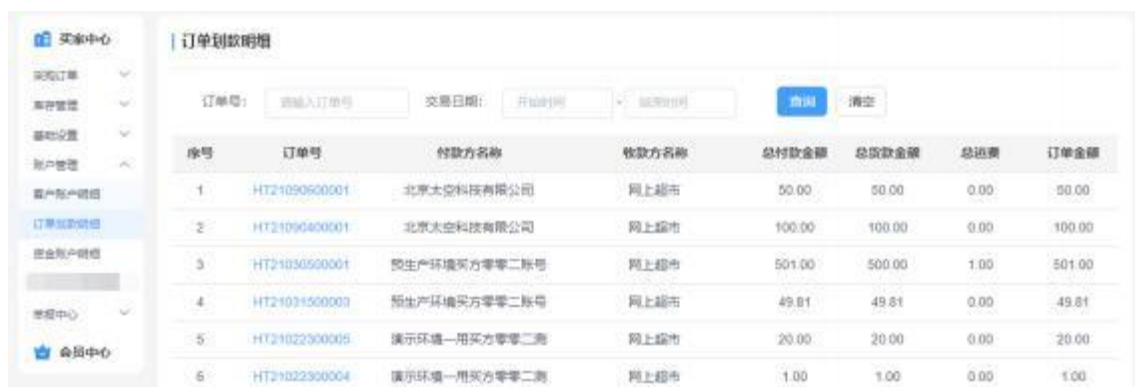 买家中心
采购订单
库存管理
基础设置
账户管理
客户账户明细
订单划款明细
举报中心
会员中心
订单划款明细
订单号: 请输入订单号 交易日期: 开始时间 - 结束时间 查询 清空
序号 订单号 付款方名称 收款方名称 总付款金额 总货款金额 总运费 订单金额
1 HT21090600001 北京太空科技有限公司 网上超市 50.00 50.00 0.00 50.00
2 HT21090400001 北京太空科技有限公司 网上超市 100.00 100.00 0.00 100.00
3 HT21030500001 预生产环境买方零零二账号 网上超市 501.00 500.00 1.00 501.00
4 HT21031500003 预生产环境买方零零二账号 网上超市 49.81 49.81 0.00 49.81
5 HT21022300005 演示环境—用买方零零二测 网上超市 20.00 20.00 0.00 20.00
6 HT21022300004 演示环境—用买方零零二测 网上超市 1.00 1.00 0.00 1.00